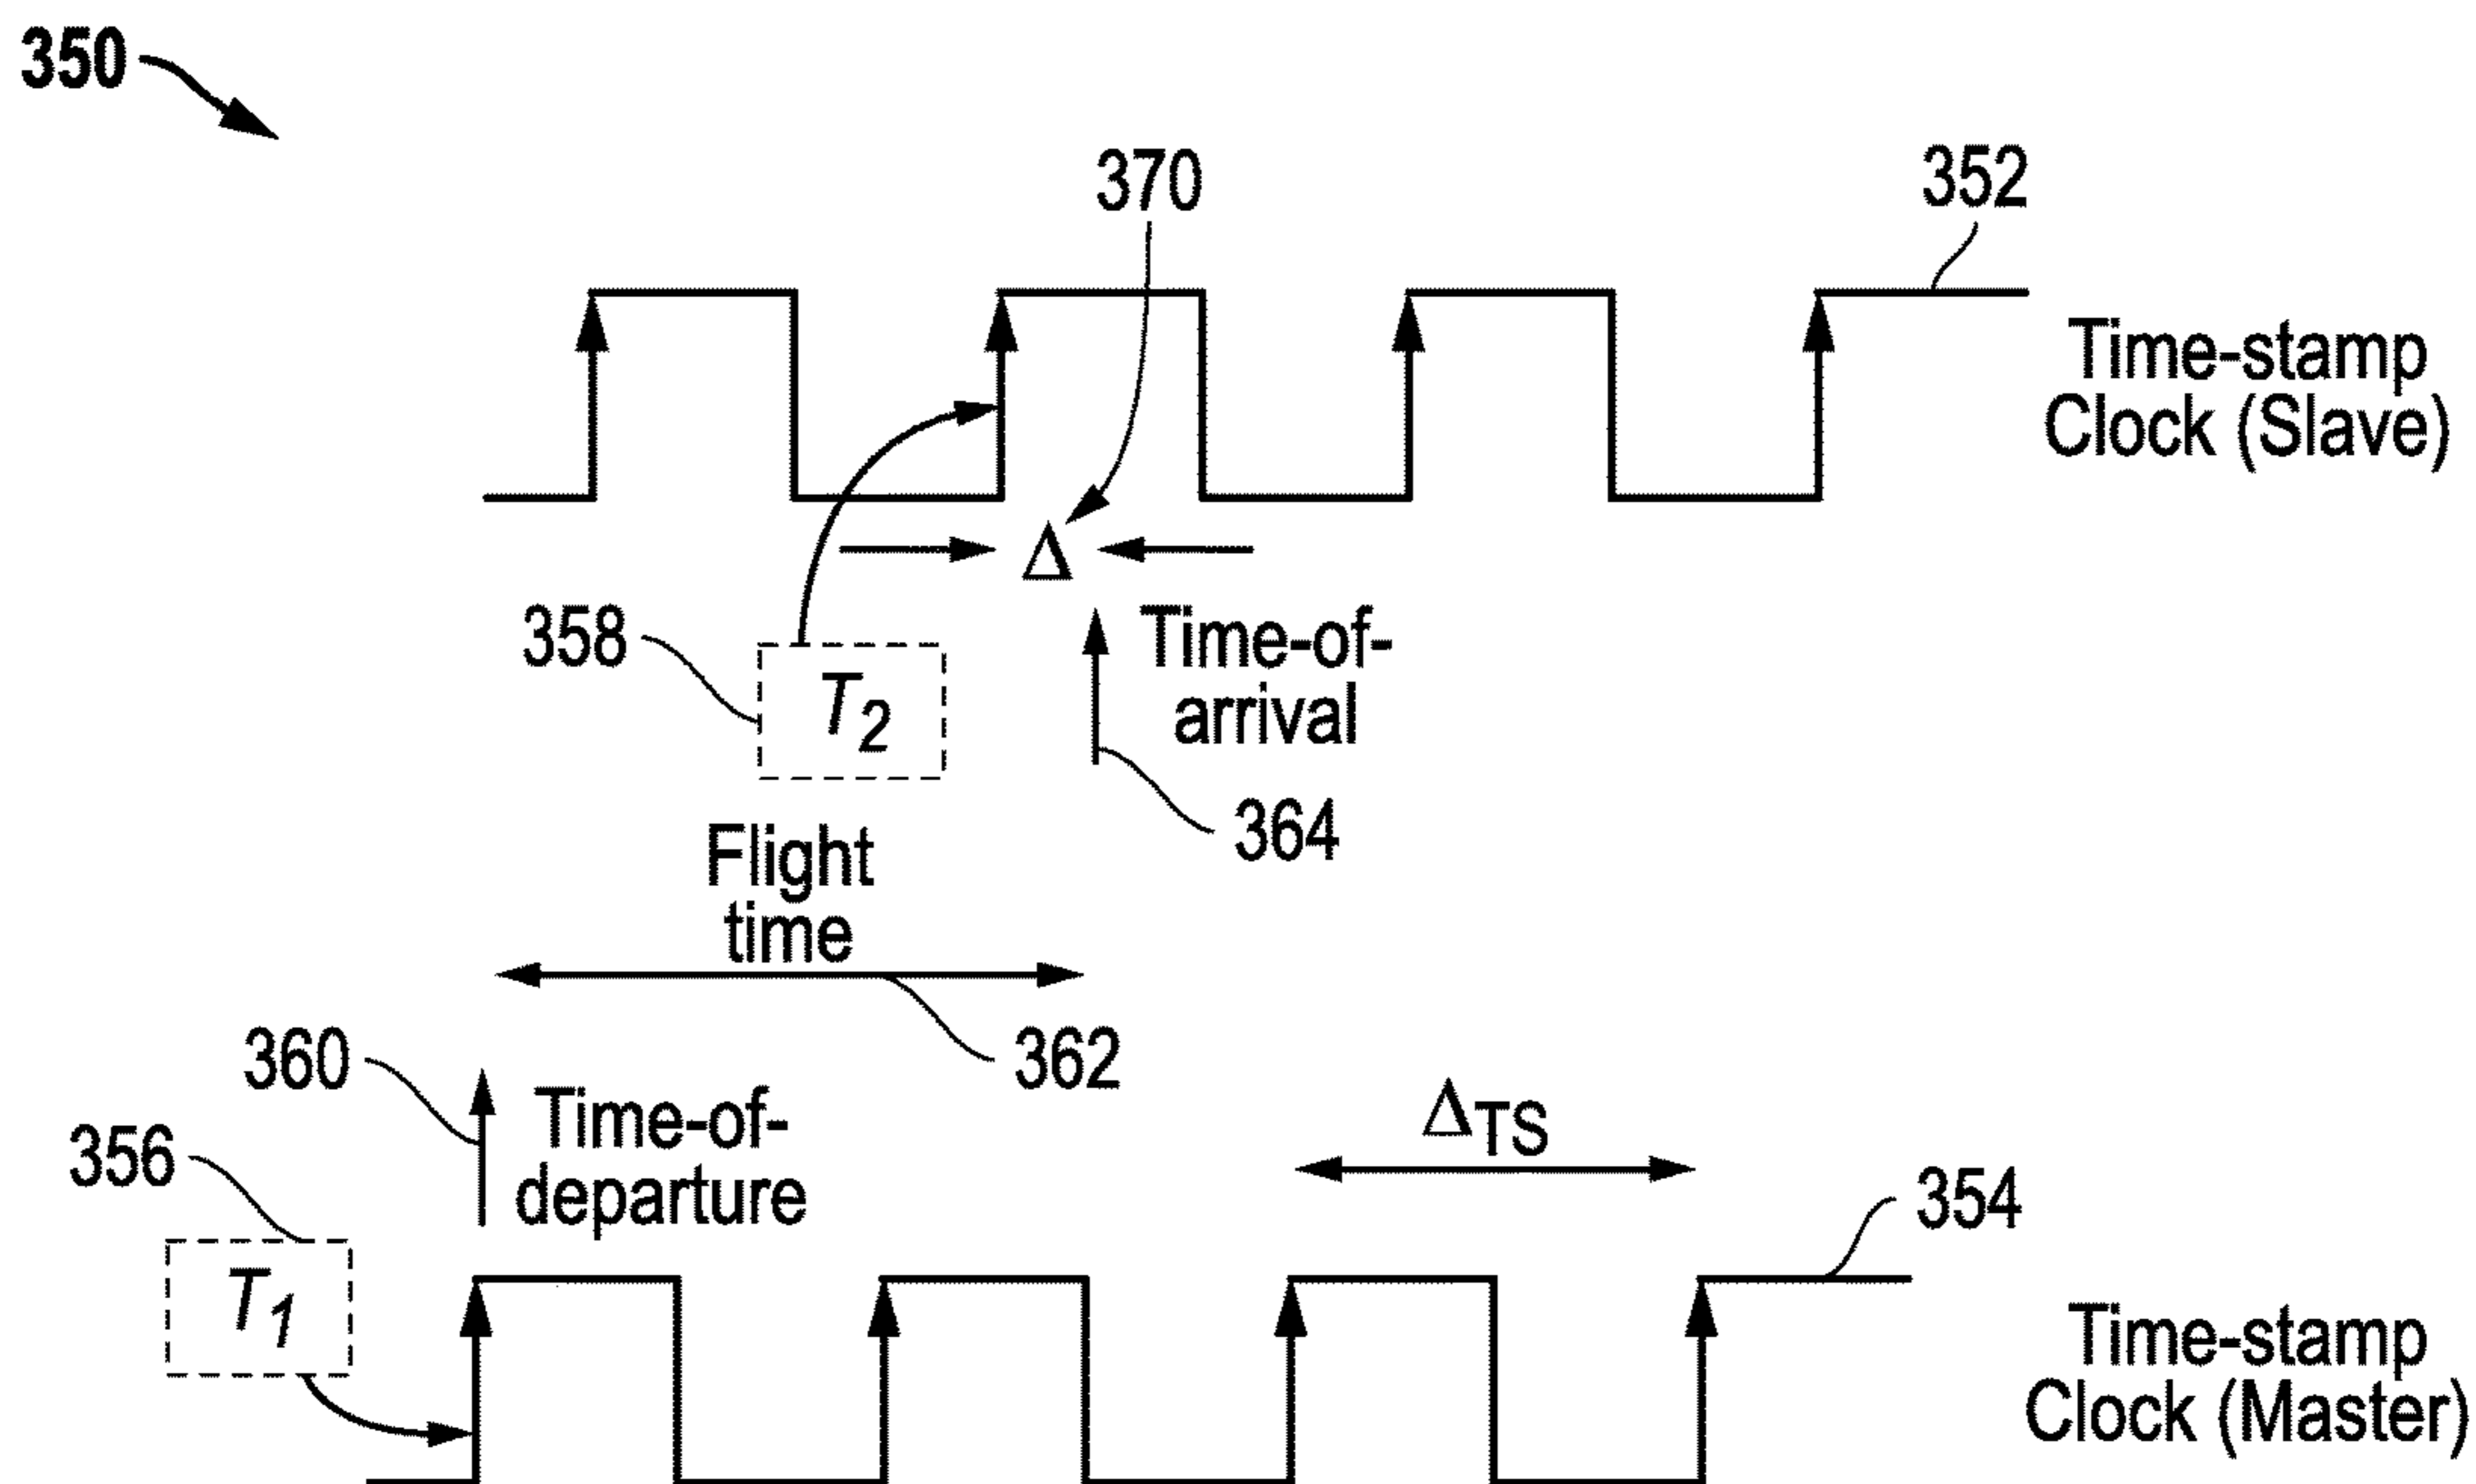 350
370
352
Time-stamp
Clock (Slave)
Δ
358
T2
Time-of-
arrival
364
Flight
time
362
360
Time-of-
departure
ΔTS
356
354
T1
Time-stamp
Clock (Master)